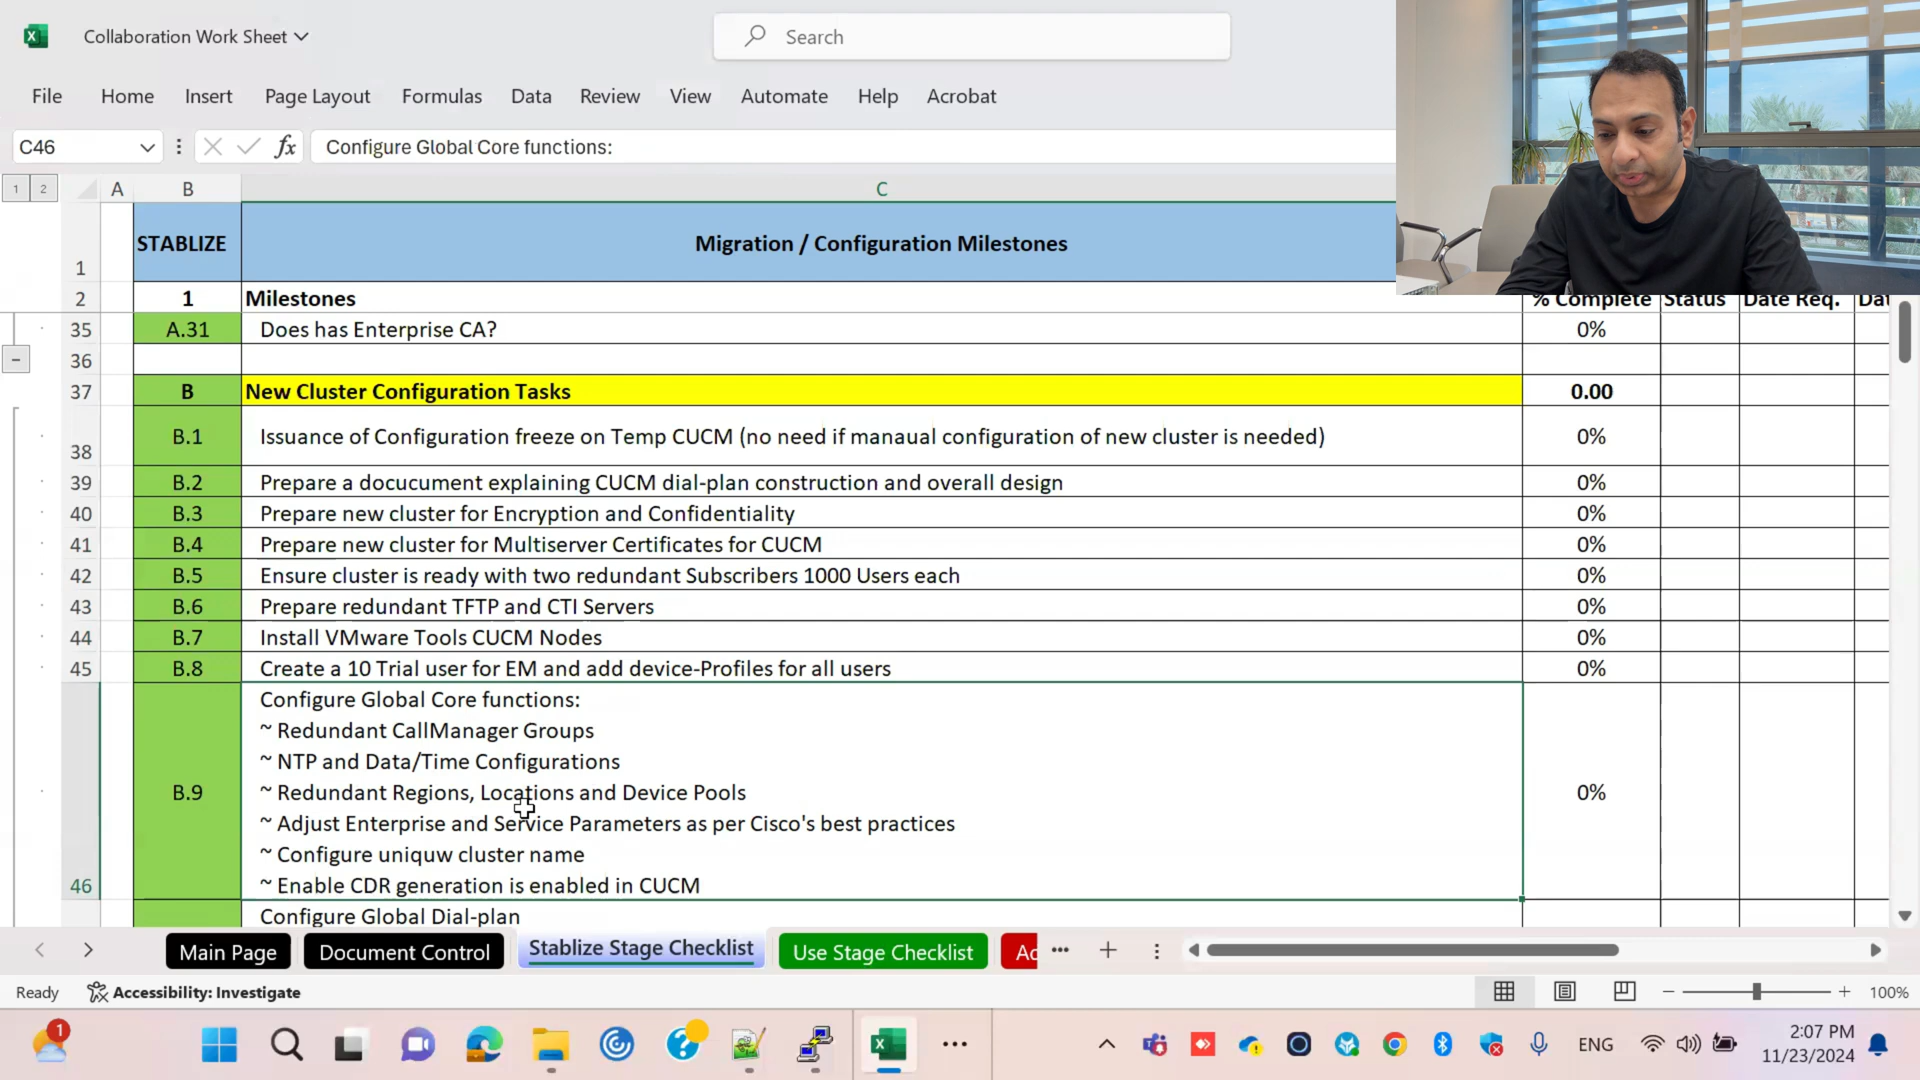 Collaboration Work Sheet
Search
File Home Insert Page Layout Formulas Data Review View Automate Help Acrobat
C46 fx Configure Global Core functions:
1 2 A B C
1 STABLIZE Migration / Configuration Milestones
2 1 Milestones % Complete Status Date Req. Dat
35 A.31 Does has Enterprise CA? 0%
36
37 B New Cluster Configuration Tasks 0.00
38 B.1 Issuance of Configuration freeze on Temp CUCM (no need if manaual configuration of new cluster is needed) 0%
39 B.2 Prepare a docucument explaining CUCM dial-plan construction and overall design 0%
40 B.3 Prepare new cluster for Encryption and Confidentiality 0%
41 B.4 Prepare new cluster for Multiserver Certificates for CUCM 0%
42 B.5 Ensure cluster is ready with two redundant Subscribers 1000 Users each 0%
43 B.6 Prepare redundant TFTP and CTI Servers 0%
44 B.7 Install VMware Tools CUCM Nodes 0%
45 B.8 Create a 10 Trial user for EM and add device-Profiles for all users 0%
Configure Global Core functions:
~ Redundant CallManager Groups
~ NTP and Data/Time Configurations
B.9 ~ Redundant Regions, Locations and Device Pools 0%
~ Adjust Enterprise and Service Parameters as per Cisco's best practices
~ Configure uniquw cluster name
46 ~ Enable CDR generation is enabled in CUCM
Configure Global Dial-plan
Main Page Document Control Stablize Stage Checklist Use Stage Checklist Ac
Ready Accessibility: Investigate 100%
1 ENG 2:07 PM
11/23/2024